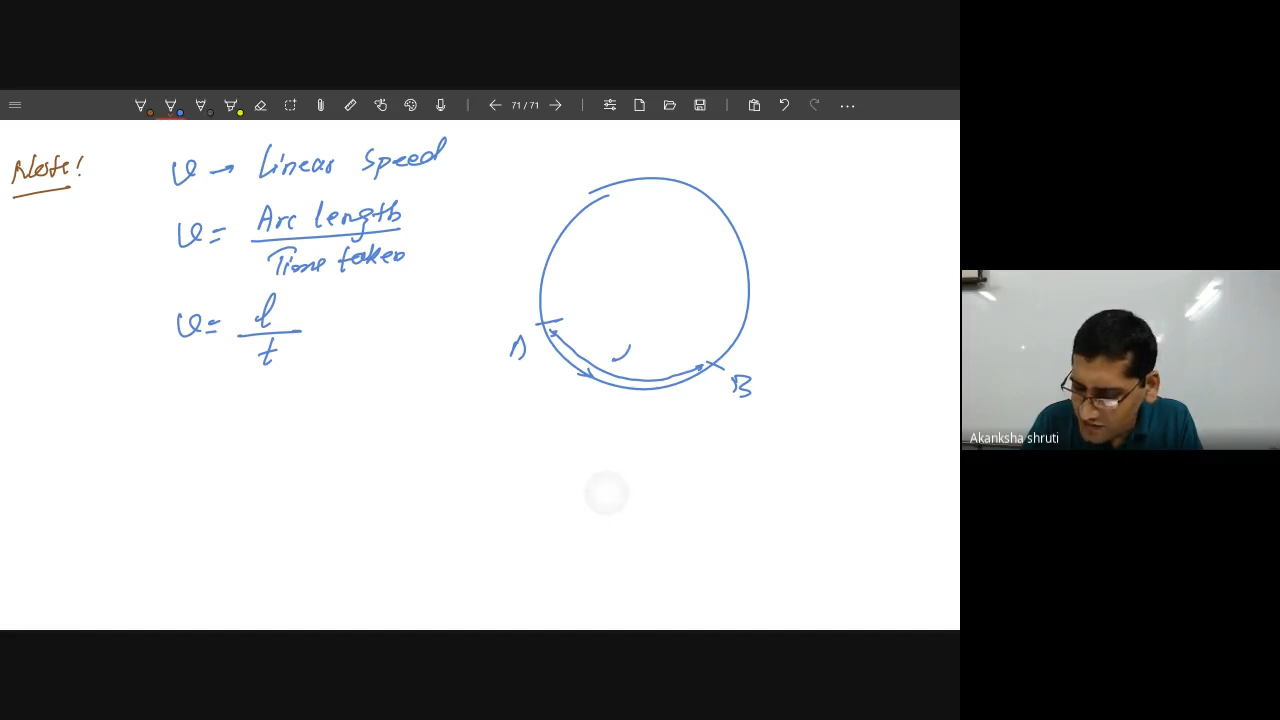 71/71
Note!
v → Linear speed
v = Arc length
Time taken
v = l
t
A
B
Akanksha shruti